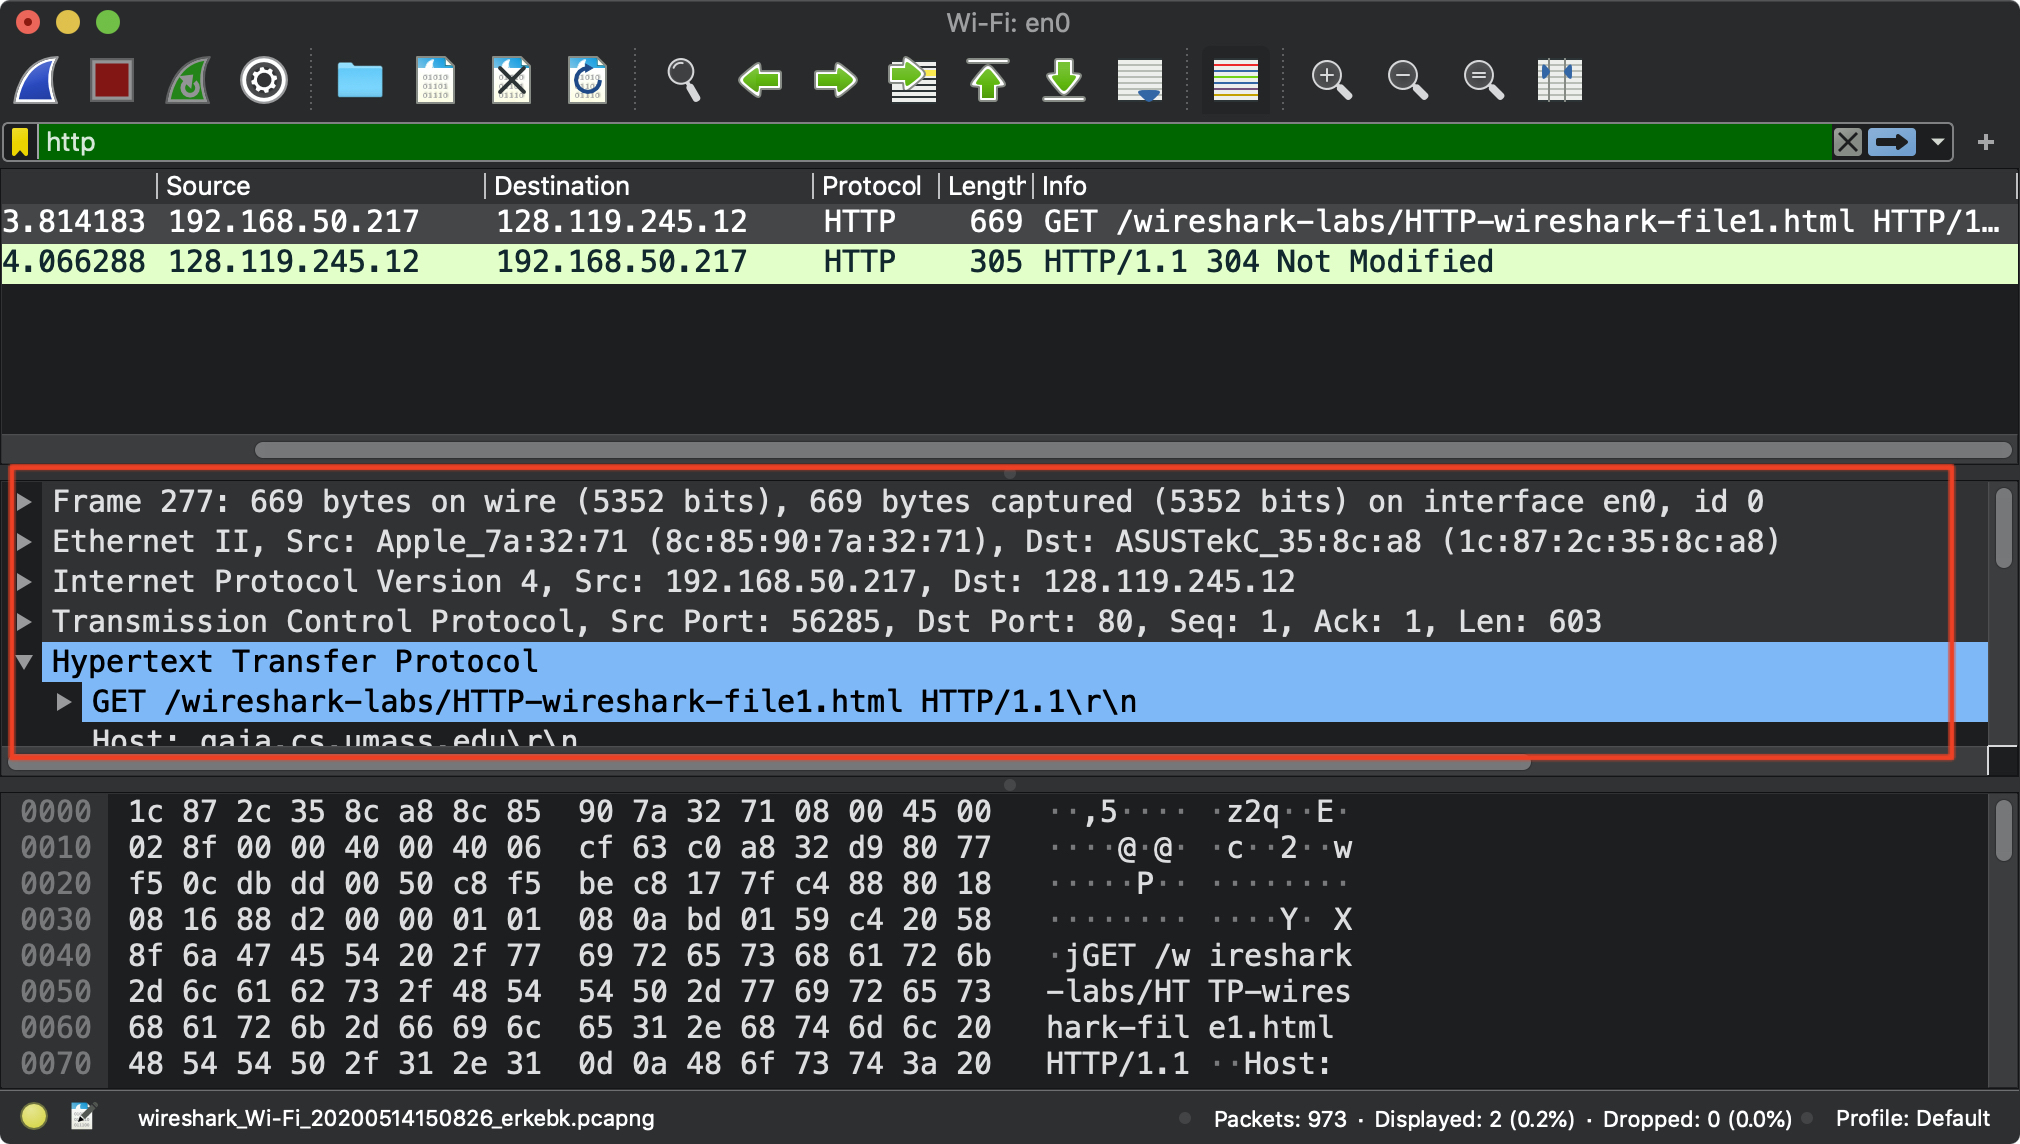 Wi-Fi: en0
http
Source Destination Protocol Length Info
3.814183 192.168.50.217 128.119.245.12 HTTP 669 GET /wireshark-labs/HTTP-wireshark-file1.html HTTP/1…
4.066288 128.119.245.12 192.168.50.217 HTTP 305 HTTP/1.1 304 Not Modified
Frame 277: 669 bytes on wire (5352 bits), 669 bytes captured (5352 bits) on interface en0, id 0
Ethernet II, Src: Apple_7a:32:71 (8c:85:90:7a:32:71), Dst: ASUSTekC_35:8c:a8 (1c:87:2c:35:8c:a8)
Internet Protocol Version 4, Src: 192.168.50.217, Dst: 128.119.245.12
Transmission Control Protocol, Src Port: 56285, Dst Port: 80, Seq: 1, Ack: 1, Len: 603
Hypertext Transfer Protocol
GET /wireshark-labs/HTTP-wireshark-file1.html HTTP/1.1\r\n
Host: gaia.cs.umass.edu\r\n
0000 1c 87 2c 35 8c a8 8c 85 90 7a 32 71 08 00 45 00 ··,5···· ·z2q··E·
0010 02 8f 00 00 40 00 40 06 cf 63 c0 a8 32 d9 80 77 ····@·@· ·c··2··w
0020 f5 0c db dd 00 50 c8 f5 be c8 17 7f c4 88 80 18 ·····P·· ········
0030 08 16 88 d2 00 00 01 01 08 0a bd 01 59 c4 20 58 ········ ····Y· X
0040 8f 6a 47 45 54 20 2f 77 69 72 65 73 68 61 72 6b ·jGET /w ireshark
0050 2d 6c 61 62 73 2f 48 54 54 50 2d 77 69 72 65 73 -labs/HT TP-wires
0060 68 61 72 6b 2d 66 69 6c 65 31 2e 68 74 6d 6c 20 hark-fil e1.html
0070 48 54 54 50 2f 31 2e 31 0d 0a 48 6f 73 74 3a 20 HTTP/1.1 ··Host:
wireshark_Wi-Fi_20200514150826_erkebk.pcapng Packets: 973 · Displayed: 2 (0.2%) · Dropped: 0 (0.0%) Profile: Default